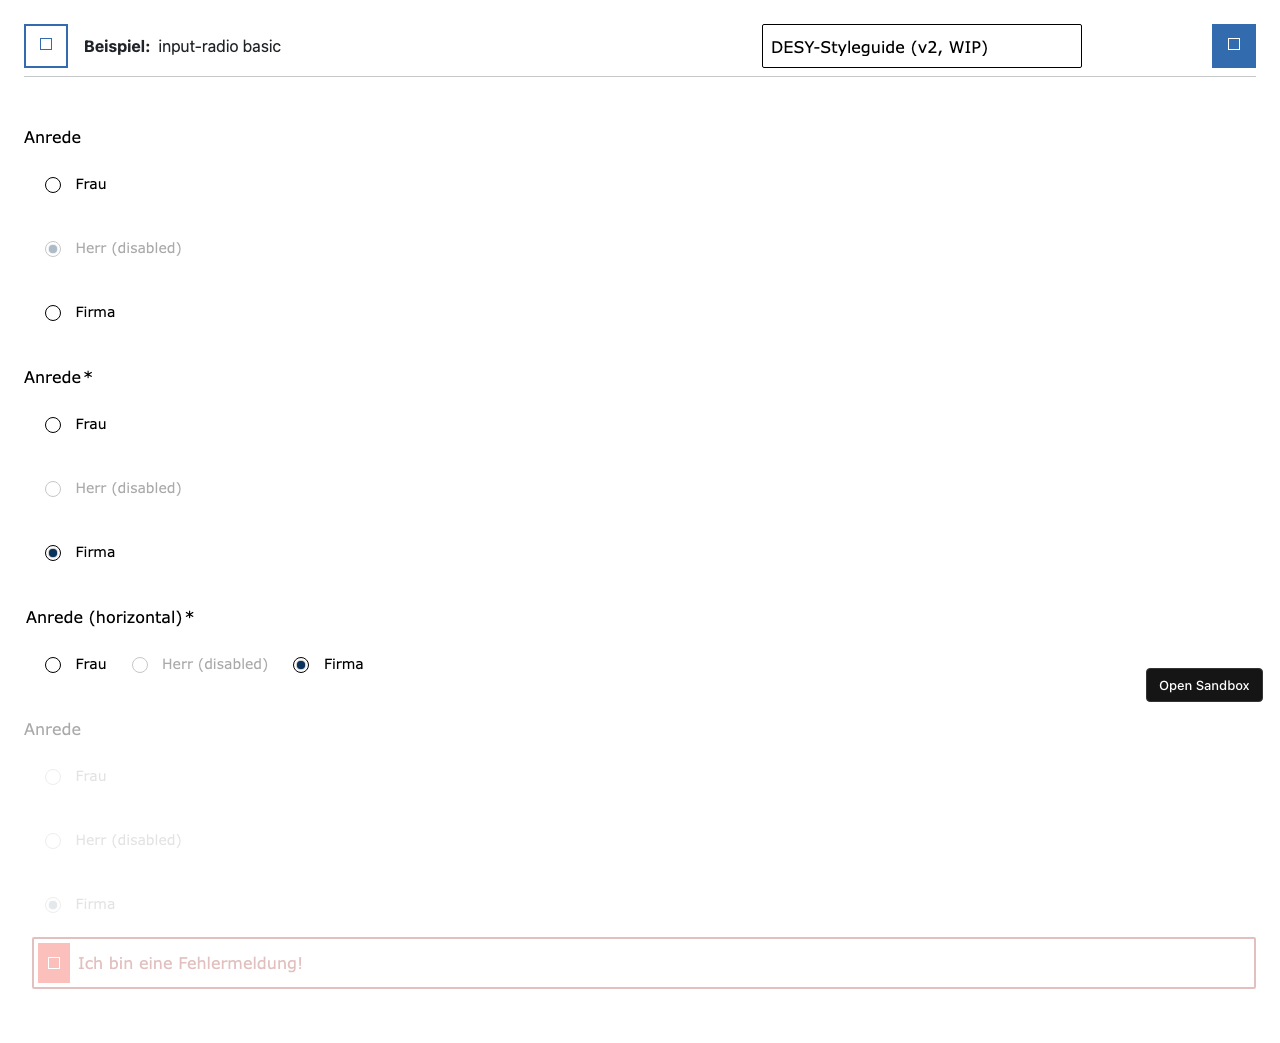 Beispiel: input-radio basic
DESY-Styleguide (v2, WIP)
Anrede
Frau
Herr (disabled)
Firma
Anrede*
Frau
Herr (disabled)
Firma
Anrede (horizontal)*
Frau Herr (disabled) Firma
Open Sandbox
Anrede
Frau
Herr (disabled)
Firma
Ich bin eine Fehlermeldung!